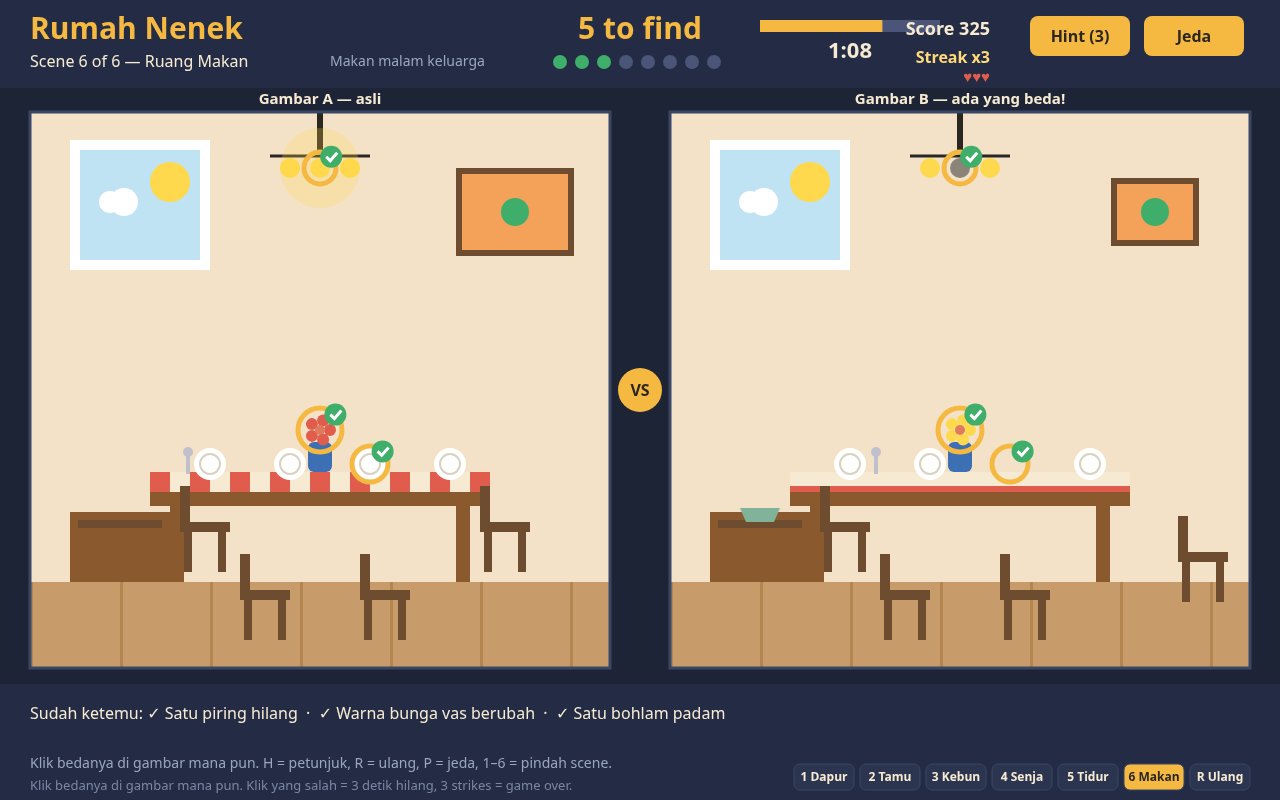 Rumah Nenek
Scene 6 of 6 — Ruang Makan
Makan malam keluarga
5 to find
1:08
Score 325
Streak x3
♥♥♥
Hint (3)
Jeda
Gambar A — asli
Gambar B — ada yang beda!
VS
Sudah ketemu: ✓ Satu piring hilang · ✓ Warna bunga vas berubah · ✓ Satu bohlam padam
Klik bedanya di gambar mana pun. H = petunjuk, R = ulang, P = jeda, 1–6 = pindah scene.
Klik bedanya di gambar mana pun. Klik yang salah = 3 detik hilang, 3 strikes = game over.
1 Dapur
2 Tamu
3 Kebun
4 Senja
5 Tidur
6 Makan
R Ulang